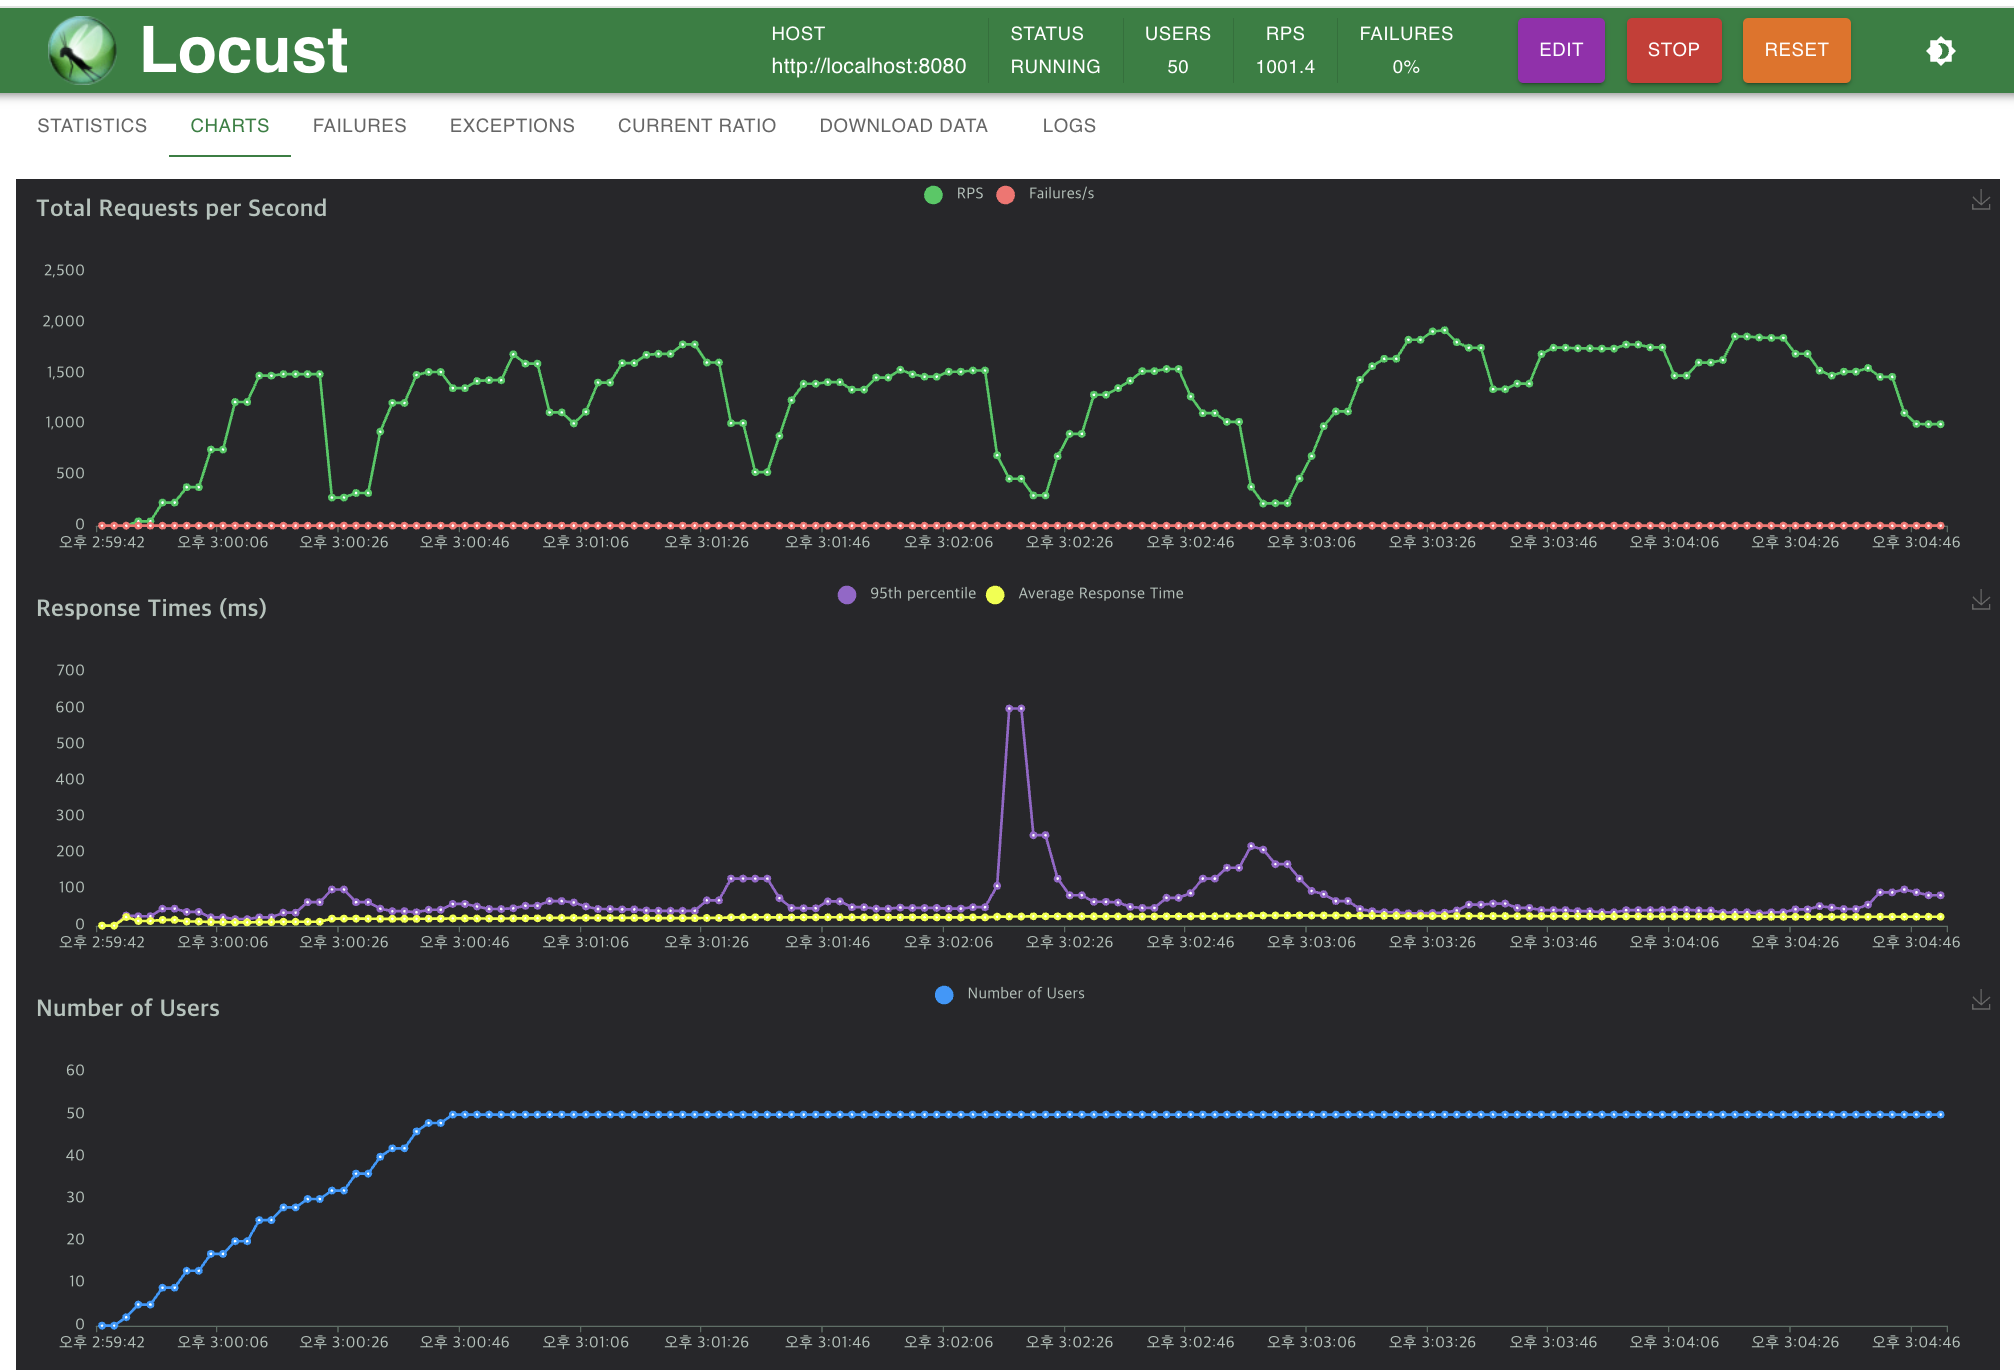 Locust
HOST
http://localhost:8080
STATUS
RUNNING
USERS
50
RPS
1001.4
FAILURES
0%
EDIT
STOP
RESET
STATISTICS
CHARTS
FAILURES
EXCEPTIONS
CURRENT RATIO
DOWNLOAD DATA
LOGS
Total Requests per Second
RPS
Failures/s
2,500
2,000
1,500
1,000
500
0
오후 2:59:42
오후 3:00:06
오후 3:00:26
오후 3:00:46
오후 3:01:06
오후 3:01:26
오후 3:01:46
오후 3:02:06
오후 3:02:26
오후 3:02:46
오후 3:03:06
오후 3:03:26
오후 3:03:46
오후 3:04:06
오후 3:04:26
오후 3:04:46
Response Times (ms)
95th percentile
Average Response Time
700
600
500
400
300
200
100
0
오후 2:59:42
오후 3:00:06
오후 3:00:26
오후 3:00:46
오후 3:01:06
오후 3:01:26
오후 3:01:46
오후 3:02:06
오후 3:02:26
오후 3:02:46
오후 3:03:06
오후 3:03:26
오후 3:03:46
오후 3:04:06
오후 3:04:26
오후 3:04:46
Number of Users
Number of Users
60
50
40
30
20
10
0
오후 2:59:42
오후 3:00:06
오후 3:00:26
오후 3:00:46
오후 3:01:06
오후 3:01:26
오후 3:01:46
오후 3:02:06
오후 3:02:26
오후 3:02:46
오후 3:03:06
오후 3:03:26
오후 3:03:46
오후 3:04:06
오후 3:04:26
오후 3:04:46